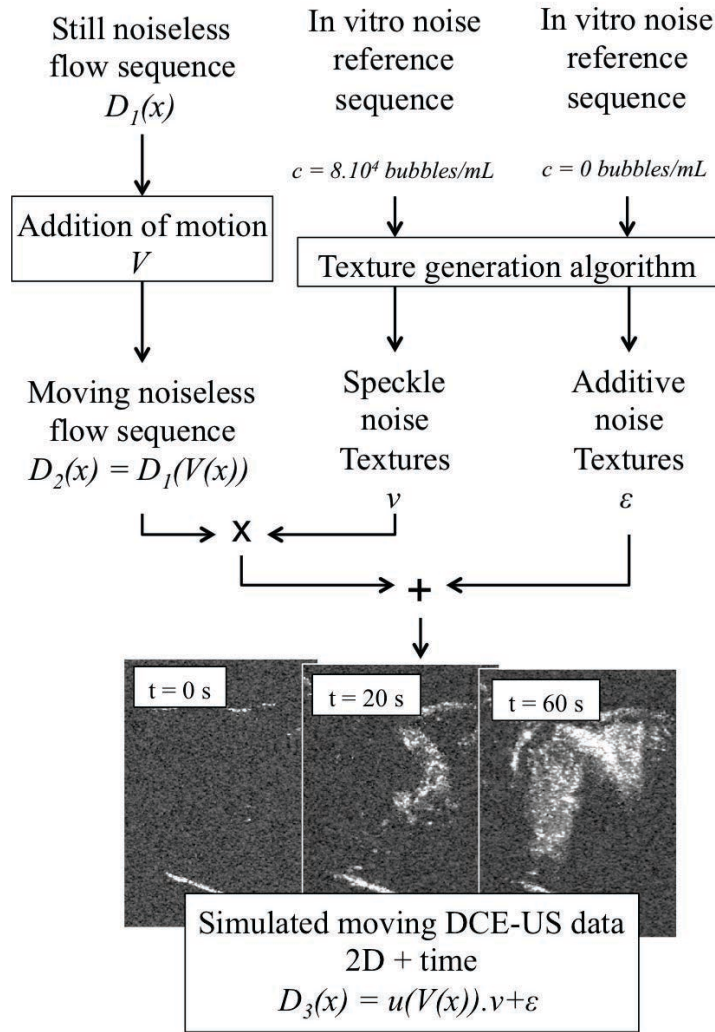 Still noiseless
flow sequence
D₁(x)
In vitro noise
reference
sequence
In vitro noise
reference
sequence
c = 8.10⁴ bubbles/mL
c = 0 bubbles/mL
Addition of motion
V
Texture generation algorithm
Moving noiseless
flow sequence
D₂(x) = D₁(V(x))
Speckle
noise
Textures
ν
Additive
noise
Textures
ε
X
+
t = 0 s
t = 20 s
t = 60 s
Simulated moving DCE-US data
2D + time
D₃(x) = u(V(x)).ν+ε